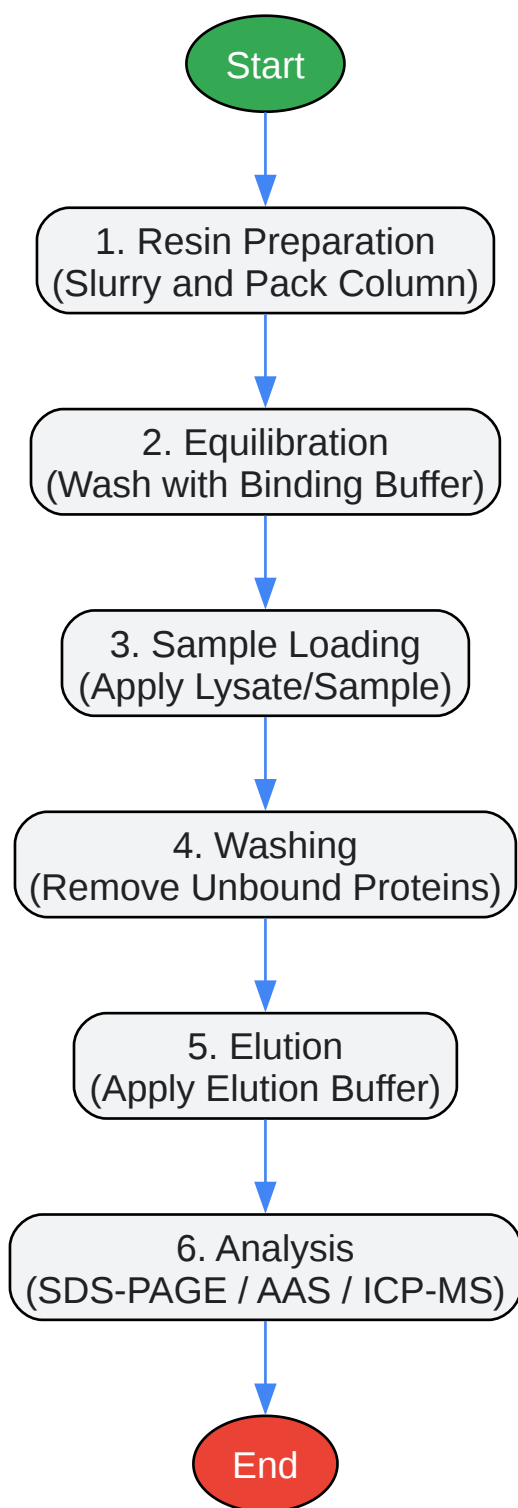 Start
1. Resin Preparation
(Slurry and Pack Column)
2. Equilibration
(Wash with Binding Buffer)
3. Sample Loading
(Apply Lysate/Sample)
4. Washing
(Remove Unbound Proteins)
5. Elution
(Apply Elution Buffer)
6. Analysis
(SDS-PAGE / AAS / ICP-MS)
End